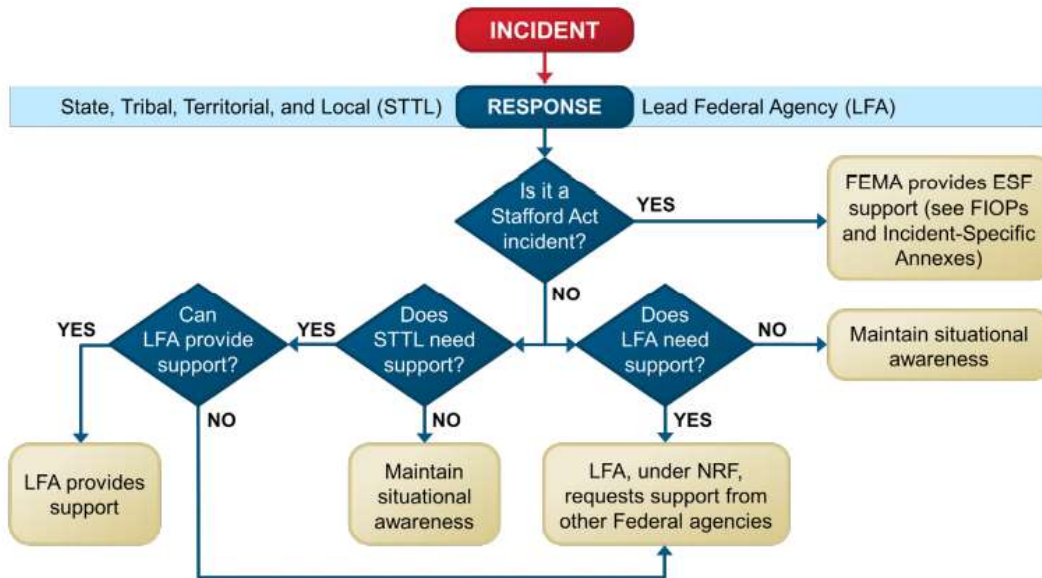 INCIDENT
State, Tribal, Territorial, and Local (STTL)
RESPONSE
Lead Federal Agency (LFA)
Is it a
Stafford Act
incident?
YES
FEMA provides ESF
support (see FIOPs
and Incident-Specific
Annexes)
NO
YES
Can
LFA provide
support?
YES
Does
STTL need
support?
Does
LFA need
support?
NO
Maintain situational
awareness
NO
NO
YES
LFA provides
support
Maintain
situational
awareness
LFA, under NRF,
requests support from
other Federal agencies